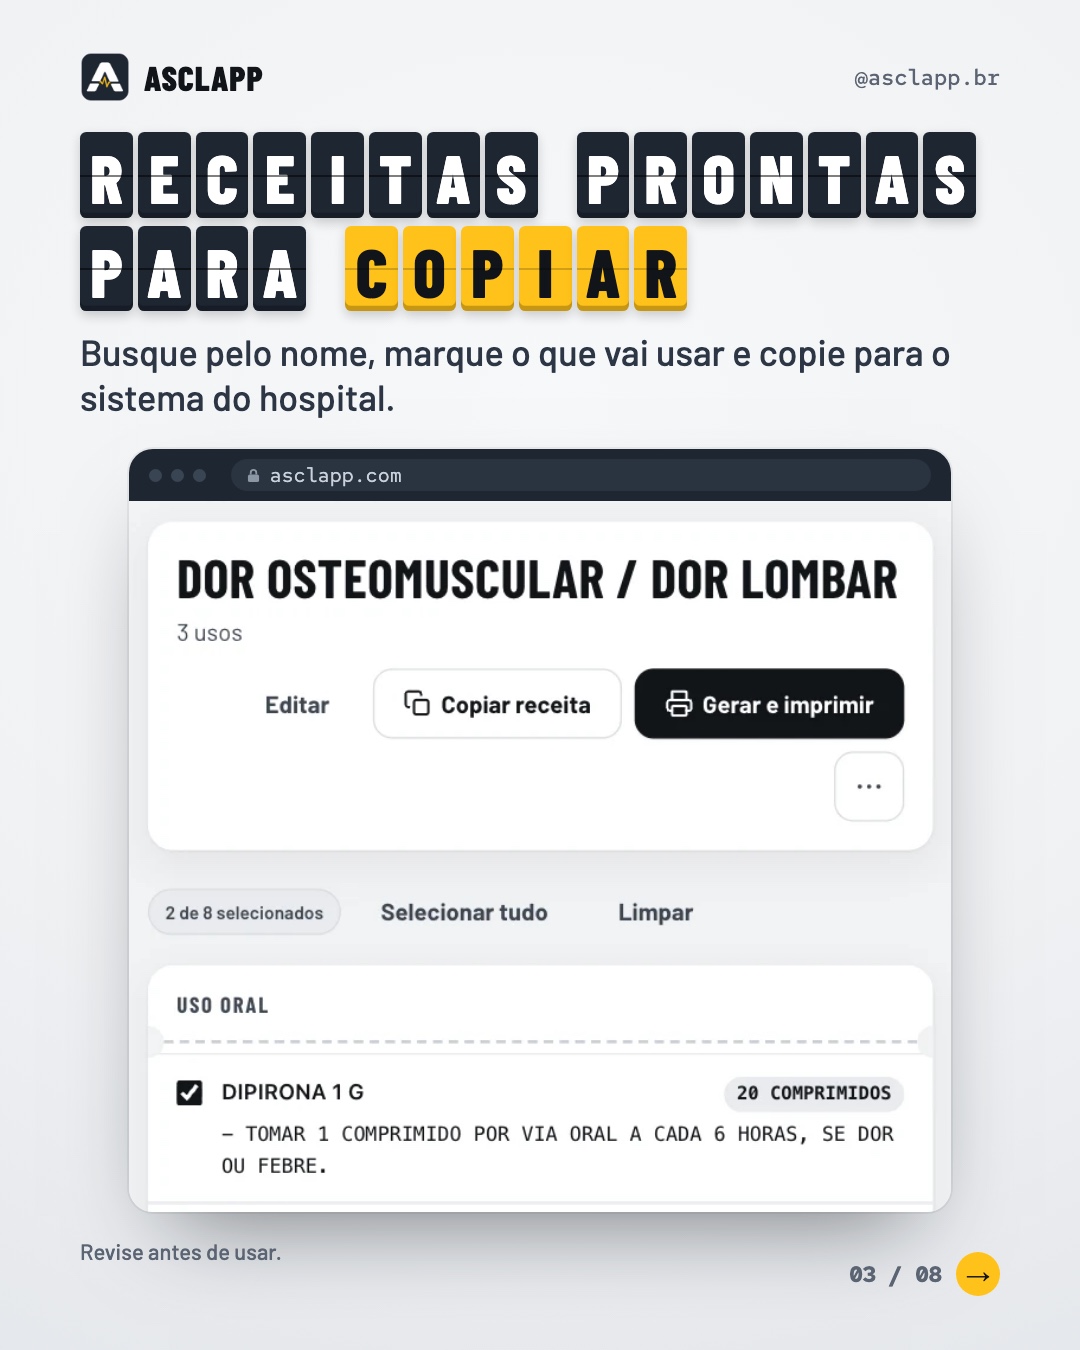 ASCLAPP
@asclapp.br
RECEITAS PRONTAS
PARA COPIAR
Busque pelo nome, marque o que vai usar e copie para o
sistema do hospital.
asclapp.com
DOR OSTEOMUSCULAR / DOR LOMBAR
3 usos
Editar
Copiar receita
Gerar e imprimir
...
2 de 8 selecionados
Selecionar tudo
Limpar
USO ORAL
DIPIRONA 1 G
20 COMPRIMIDOS
– TOMAR 1 COMPRIMIDO POR VIA ORAL A CADA 6 HORAS, SE DOR
OU FEBRE.
Revise antes de usar.
03 / 08 →